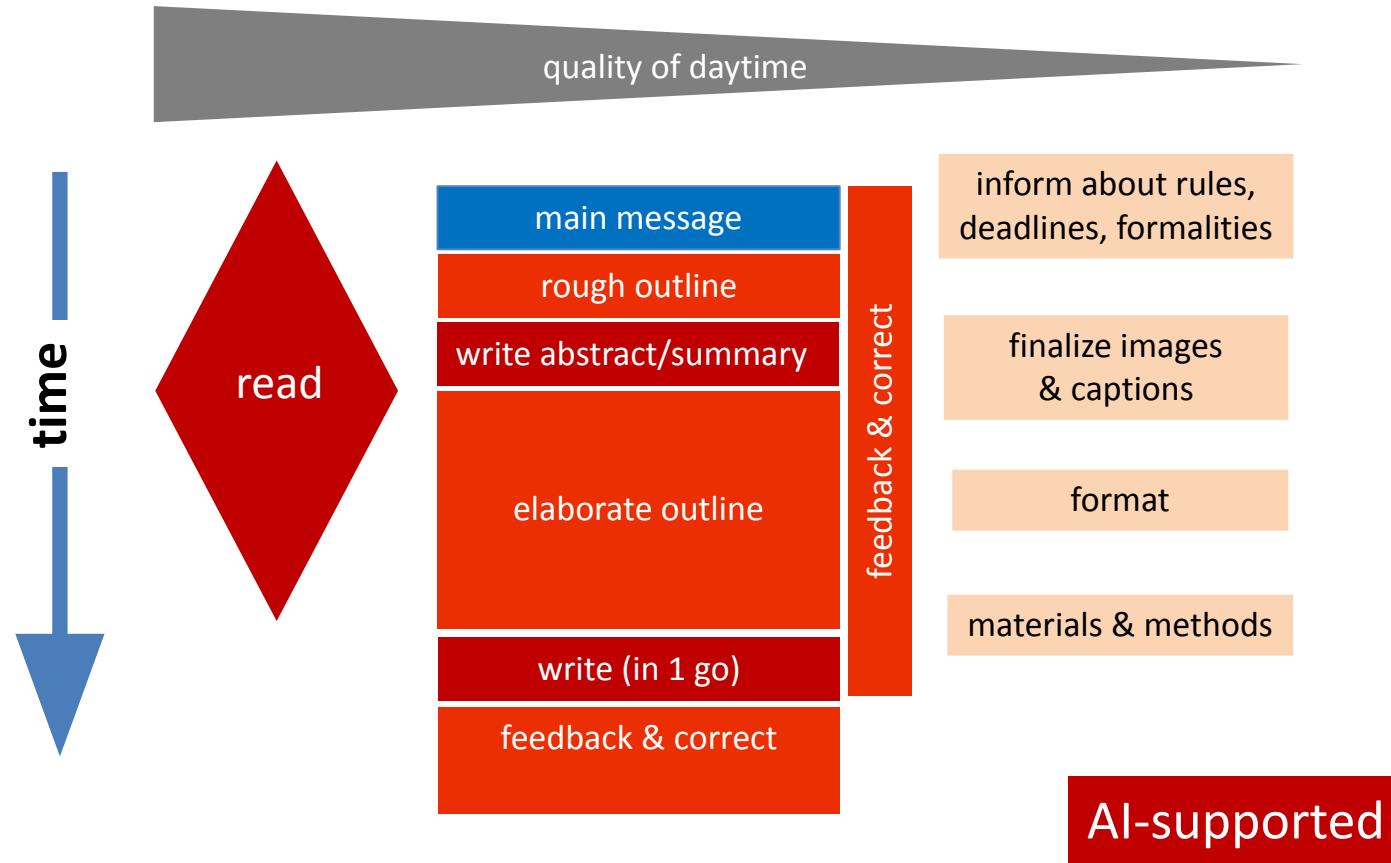 quality of daytime
time
read
main message
rough outline
write abstract/summary
elaborate outline
write (in 1 go)
feedback & correct
feedback & correct
inform about rules,
deadlines, formalities
finalize images
& captions
format
materials & methods
AI-supported